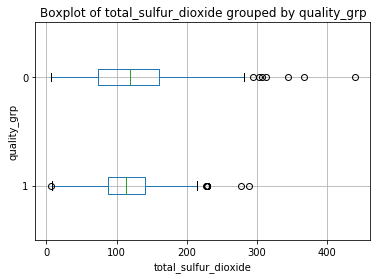 Boxplot of total_sulfur_dioxide grouped by quality_grp
0
1
quality_grp
0 100 200 300 400
total_sulfur_dioxide